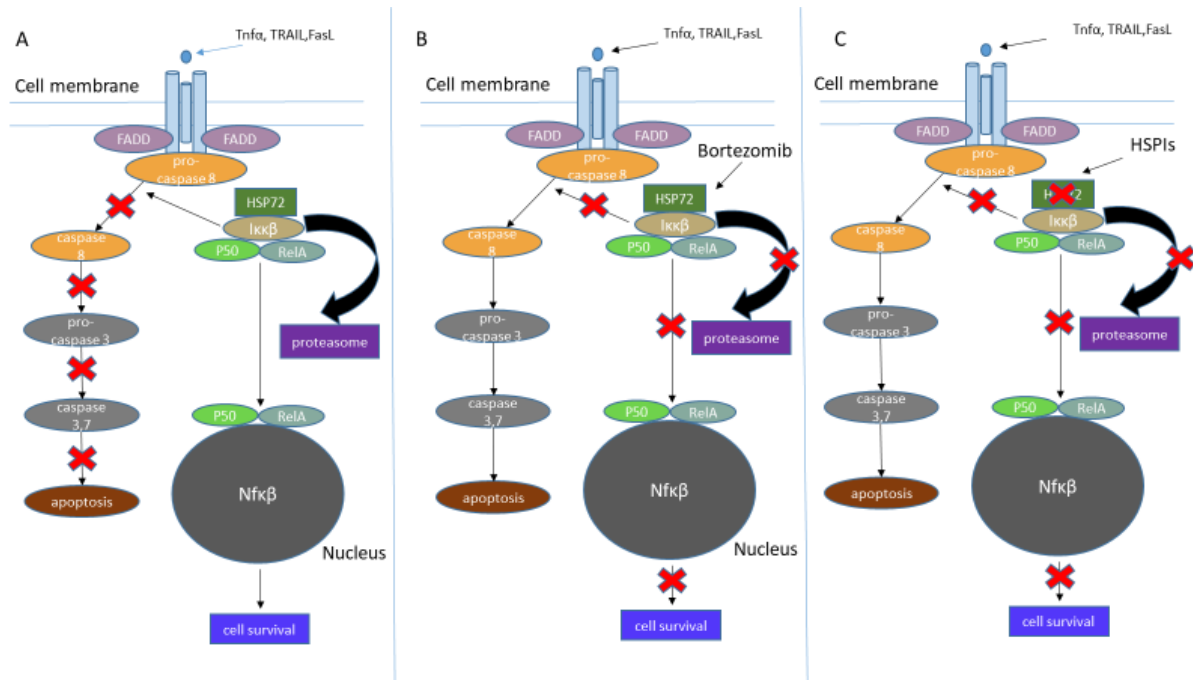 A
Tnfα, TRAIL,FasL
Cell membrane
FADD
FADD
pro-
caspase 8
HSP72
Iκκβ
P50
RelA
caspase
8
pro-
caspase 3
proteasome
caspase
3,7
P50
RelA
apoptosis
Nfκβ
Nucleus
cell survival
B
Tnfα, TRAIL,FasL
Cell membrane
FADD
FADD
Bortezomib
pro-
caspase 8
HSP72
Iκκβ
P50
RelA
caspase
8
pro-
caspase 3
proteasome
caspase
3,7
P50
RelA
apoptosis
Nfκβ
Nucleus
cell survival
C
Tnfα, TRAIL,FasL
Cell membrane
FADD
FADD
HSPIs
pro-
caspase 8
Iκκβ
P50
RelA
caspase
8
pro-
caspase 3
proteasome
caspase
3,7
P50
RelA
apoptosis
Nfκβ
cell survival